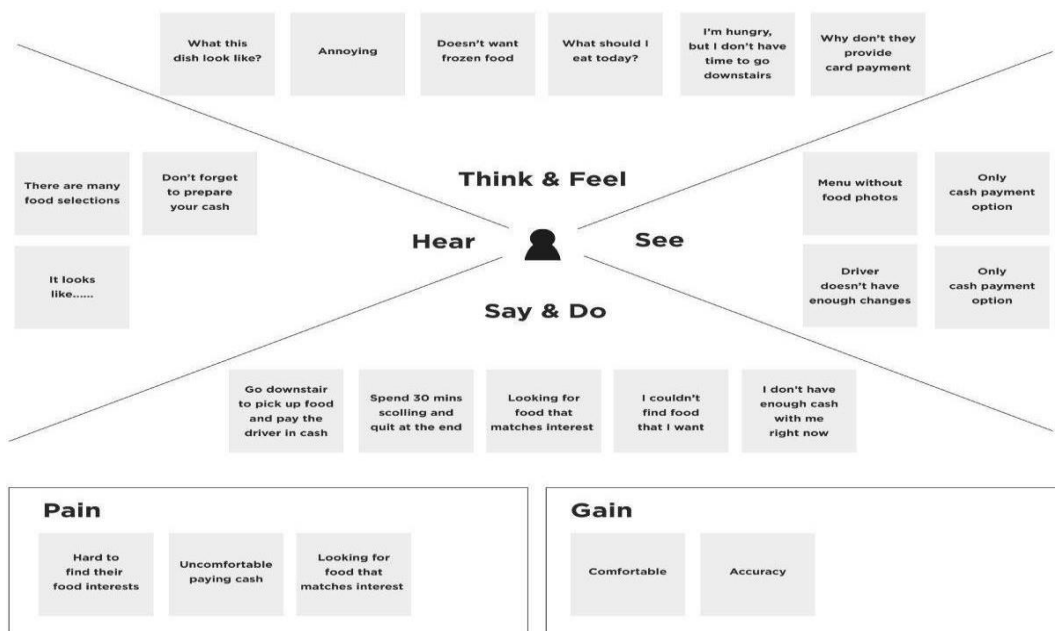 What this
dish look like?
Annoying
Doesn't want
frozen food
What should I
eat today?
I'm hungry,
but I don't have
time to go
downstairs
Why don't they
provide
card payment
Think & Feel
There are many
food selections
Don't forget
to prepare
your cash
It looks
like......
Hear
See
Menu without
food photos
Only
cash payment
option
Driver
doesn't have
enough changes
Only
cash payment
option
Say & Do
Go downstair
to pick up food
and pay the
driver in cash
Spend 30 mins
scolling and
quit at the end
Looking for
food that
matches interest
I couldn't
find food
that I want
I don't have
enough cash
with me
right now
Pain
Hard to
find their
food interests
Uncomfortable
paying cash
Looking for
food that
matches interest
Gain
Comfortable
Accuracy